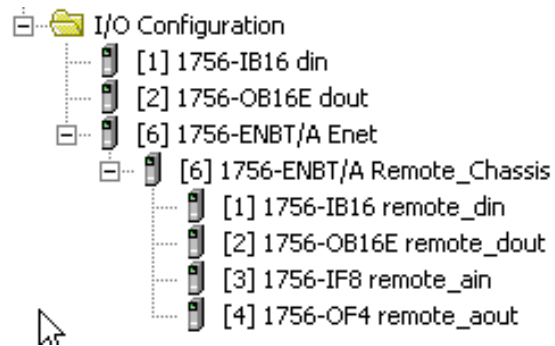 I/O Configuration
[1] 1756-IB16 din
[2] 1756-OB16E dout
[6] 1756-ENBT/A Enet
[6] 1756-ENBT/A Remote_Chassis
[1] 1756-IB16 remote_din
[2] 1756-OB16E remote_dout
[3] 1756-IF8 remote_ain
[4] 1756-OF4 remote_aout